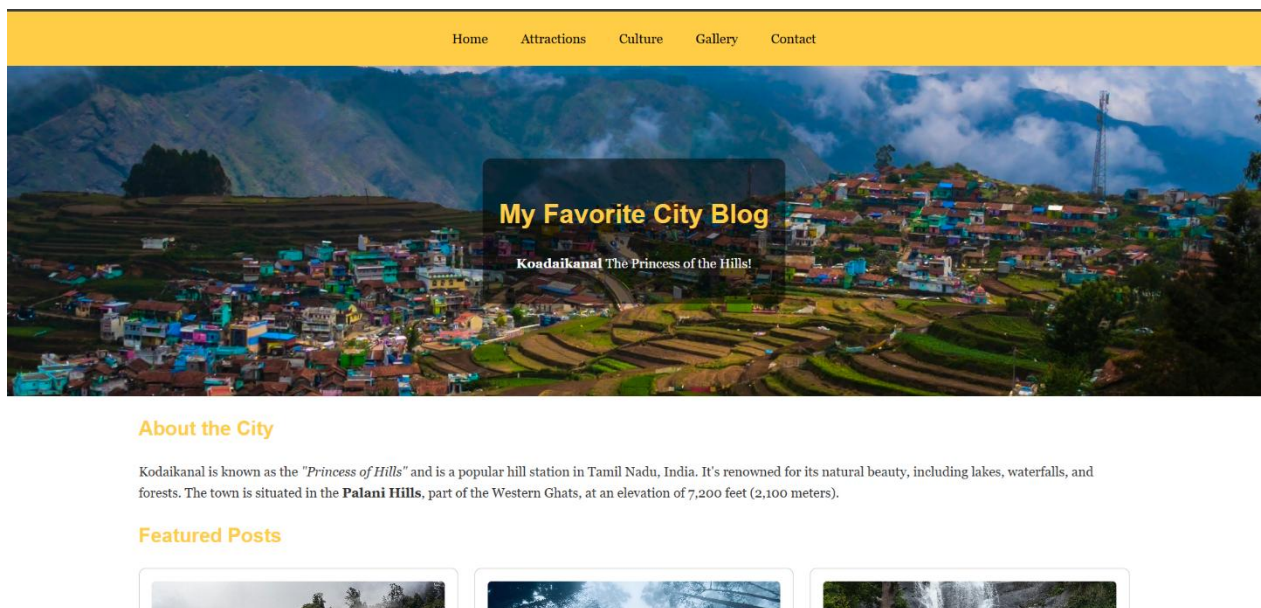 Home Attractions Culture Gallery Contact
My Favorite City Blog
Koadaikanal The Princess of the Hills!
About the City
Kodaikanal is known as the "Princess of Hills" and is a popular hill station in Tamil Nadu, India. It's renowned for its natural beauty, including lakes, waterfalls, and
forests. The town is situated in the Palani Hills, part of the Western Ghats, at an elevation of 7,200 feet (2,100 meters).
Featured Posts